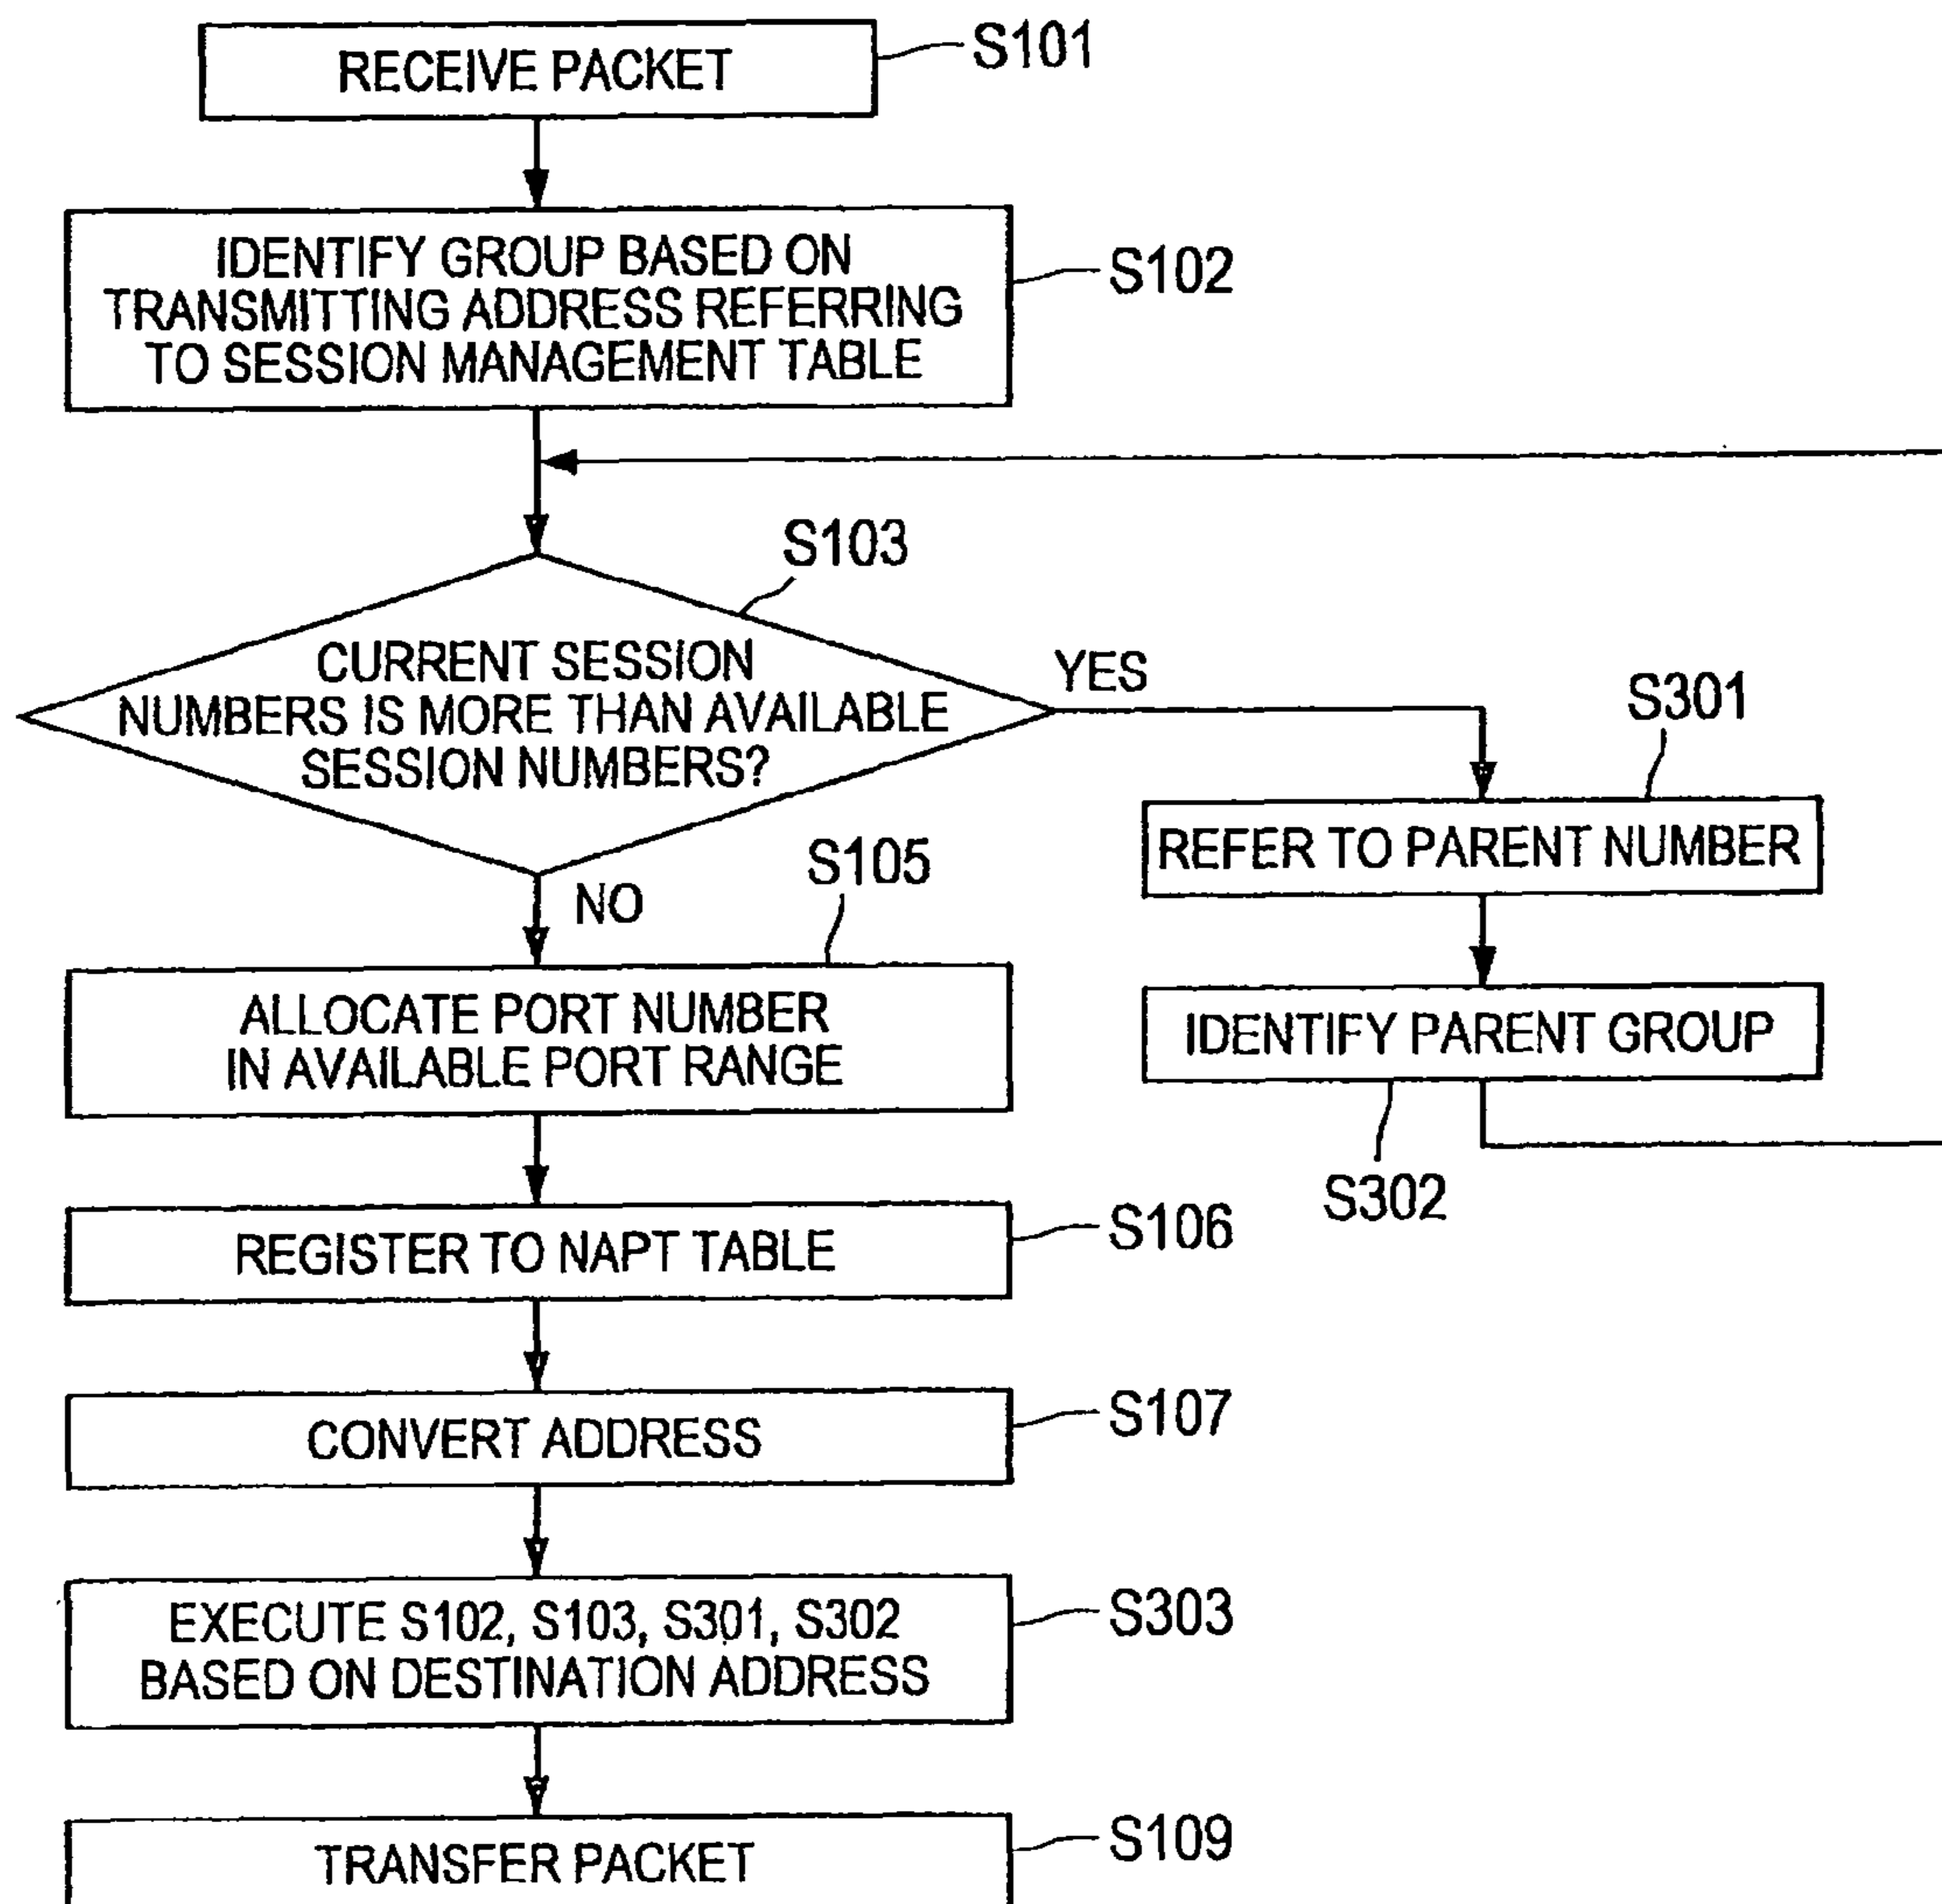 RECEIVE PACKET
S101
IDENTIFY GROUP BASED ON
TRANSMITTING ADDRESS REFERRING
TO SESSION MANAGEMENT TABLE
S102
S103
CURRENT SESSION
NUMBERS IS MORE THAN AVAILABLE
SESSION NUMBERS?
YES
NO
S301
REFER TO PARENT NUMBER
IDENTIFY PARENT GROUP
S302
S105
ALLOCATE PORT NUMBER
IN AVAILABLE PORT RANGE
REGISTER TO NAPT TABLE
S106
CONVERT ADDRESS
S107
EXECUTE S102, S103, S301, S302
BASED ON DESTINATION ADDRESS
S303
TRANSFER PACKET
S109